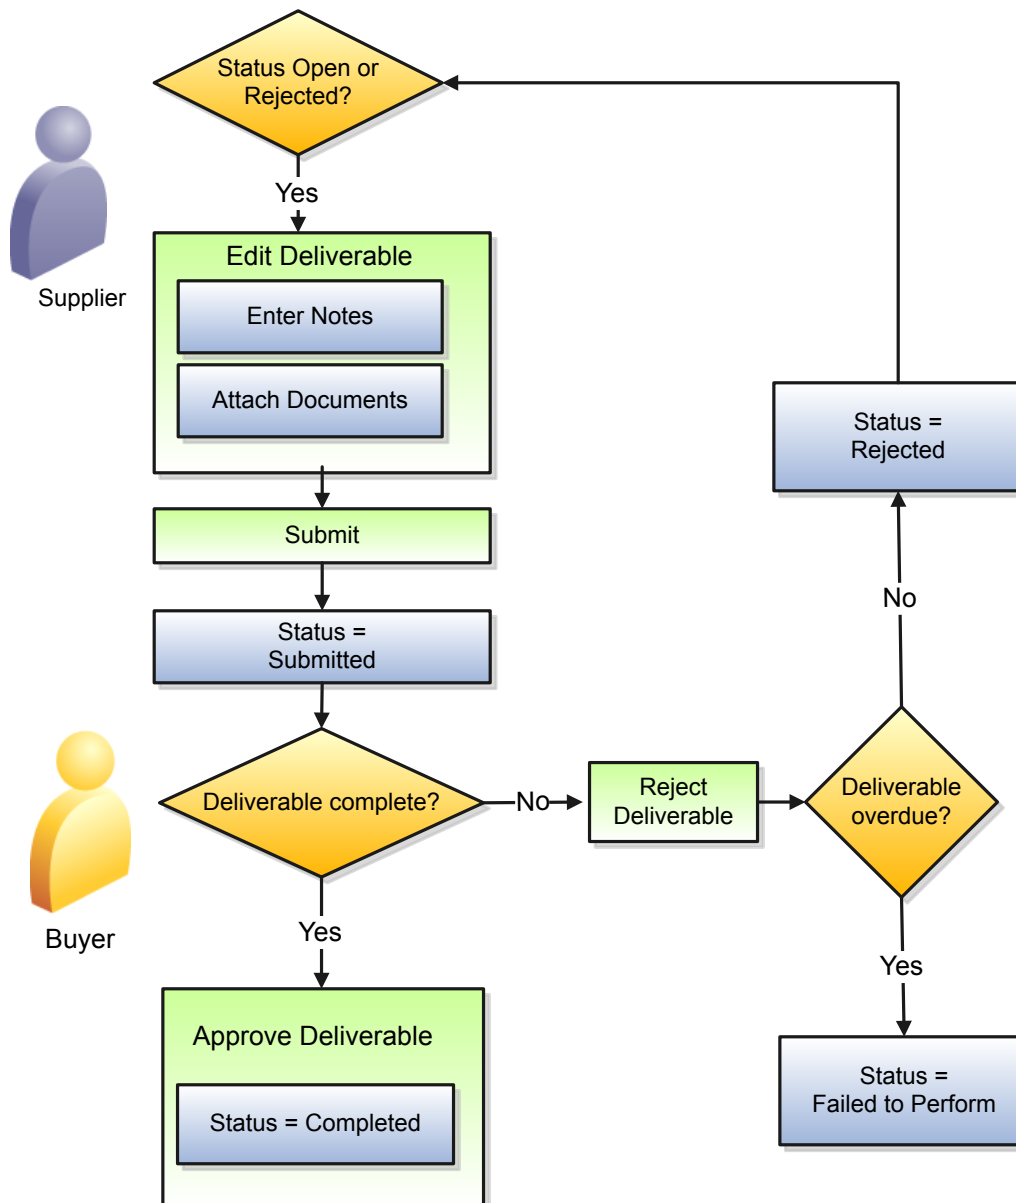 Status Open or
Rejected?
Yes
Supplier
Edit Deliverable
Enter Notes
Attach Documents
Submit
Status =
Submitted
Status =
Rejected
No
Deliverable complete?
No
Reject
Deliverable
Deliverable
overdue?
Buyer
Yes
Yes
Approve Deliverable
Status = Completed
Status =
Failed to Perform